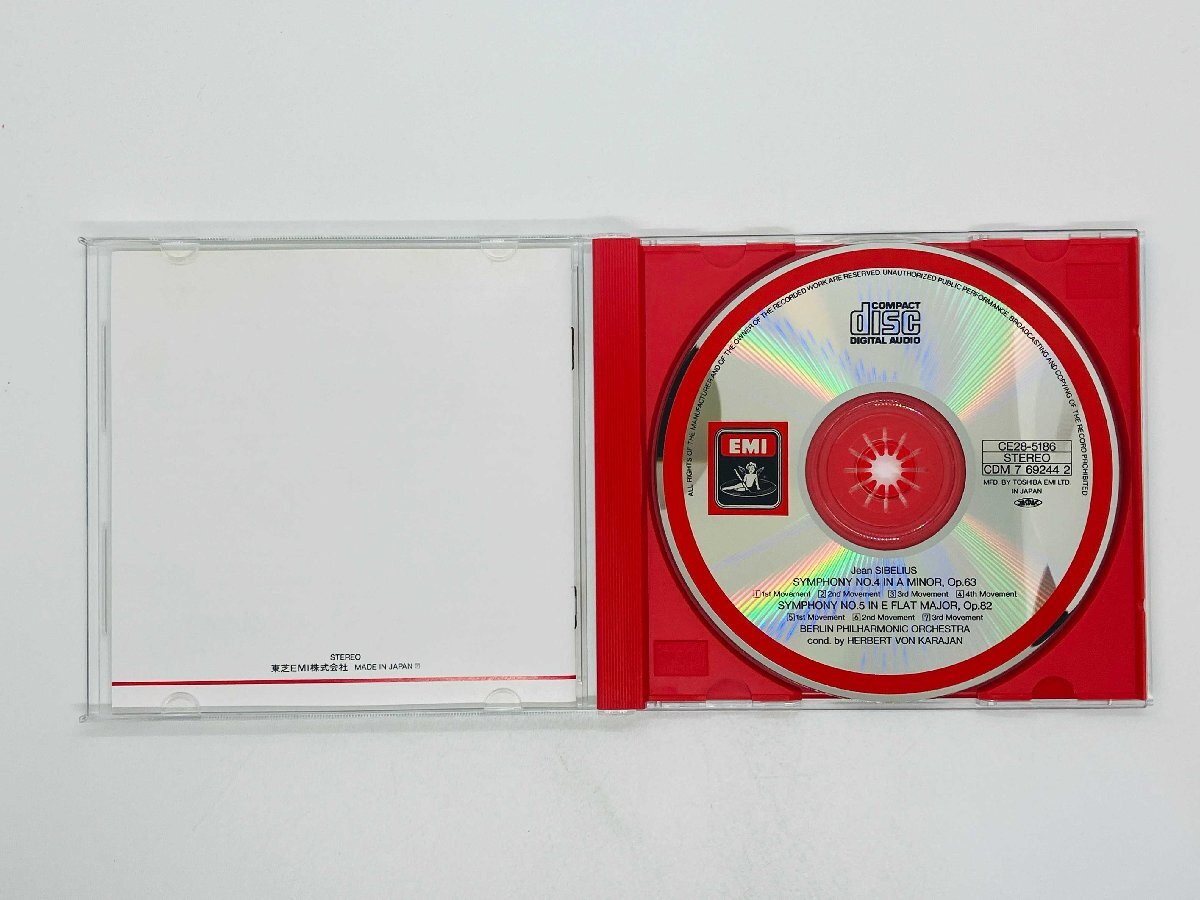 STEREO
東芝EMI株式会社 MADE IN JAPAN Ⓟ
ALL RIGHTS OF THE MANUFACTURER AND OF THE OWNER OF THE RECORDED WORK ARE RESERVED. UNAUTHORIZED PUBLIC PERFORMANCE, BROADCASTING AND COPYING OF THE RECORD PROHIBITED
COMPACT
disc
DIGITAL AUDIO
EMI
CE28-5186
STEREO
CDM 7 69244 2
MFD. BY TOSHIBA EMI LTD.
IN JAPAN
Jean SIBELIUS
SYMPHONY NO.4 IN A MINOR, Op.63
1 1st Movement 2 2nd Movement 3 3rd Movement 4 4th Movement
SYMPHONY NO.5 IN E FLAT MAJOR, Op.82
5 1st Movement 6 2nd Movement 7 3rd Movement
BERLIN PHILHARMONIC ORCHESTRA
cond. by HERBERT VON KARAJAN